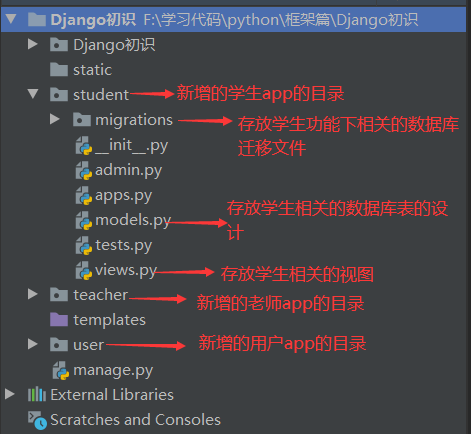 Django初识 F:\学习代码\python\框架篇\Django初识
Django初识
static
student 新增的学生app的目录
migrations 存放学生功能下相关的数据库
迁移文件
__init__.py
admin.py
apps.py
models.py 存放学生相关的数据库表的设
计
tests.py
views.py 存放学生相关的视图
teacher 新增的老师app的目录
templates
user 新增的用户app的目录
manage.py
External Libraries
Scratches and Consoles